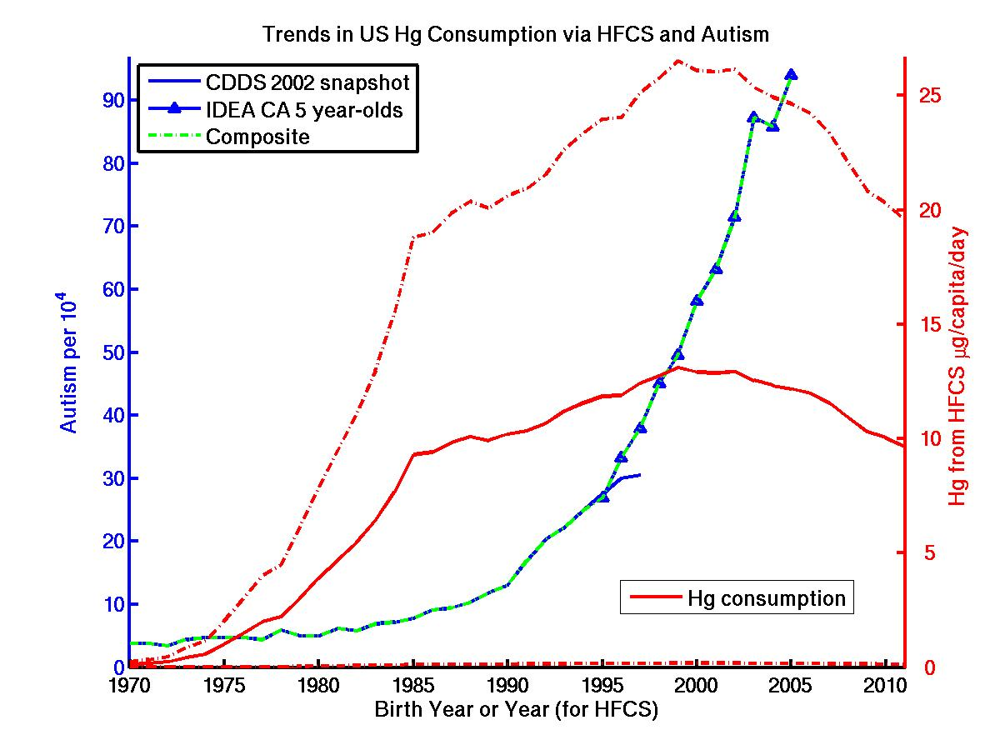 Trends in US Hg Consumption via HFCS and Autism
CDDS 2002 snapshot
IDEA CA 5 year-olds
Composite
90
80
70
60
50
40
30
20
10
0
Autism per 10⁴
25
20
15
10
5
0
Hg from HFCS μg/capita/day
Hg consumption
1970 1975 1980 1985 1990 1995 2000 2005 2010
Birth Year or Year (for HFCS)